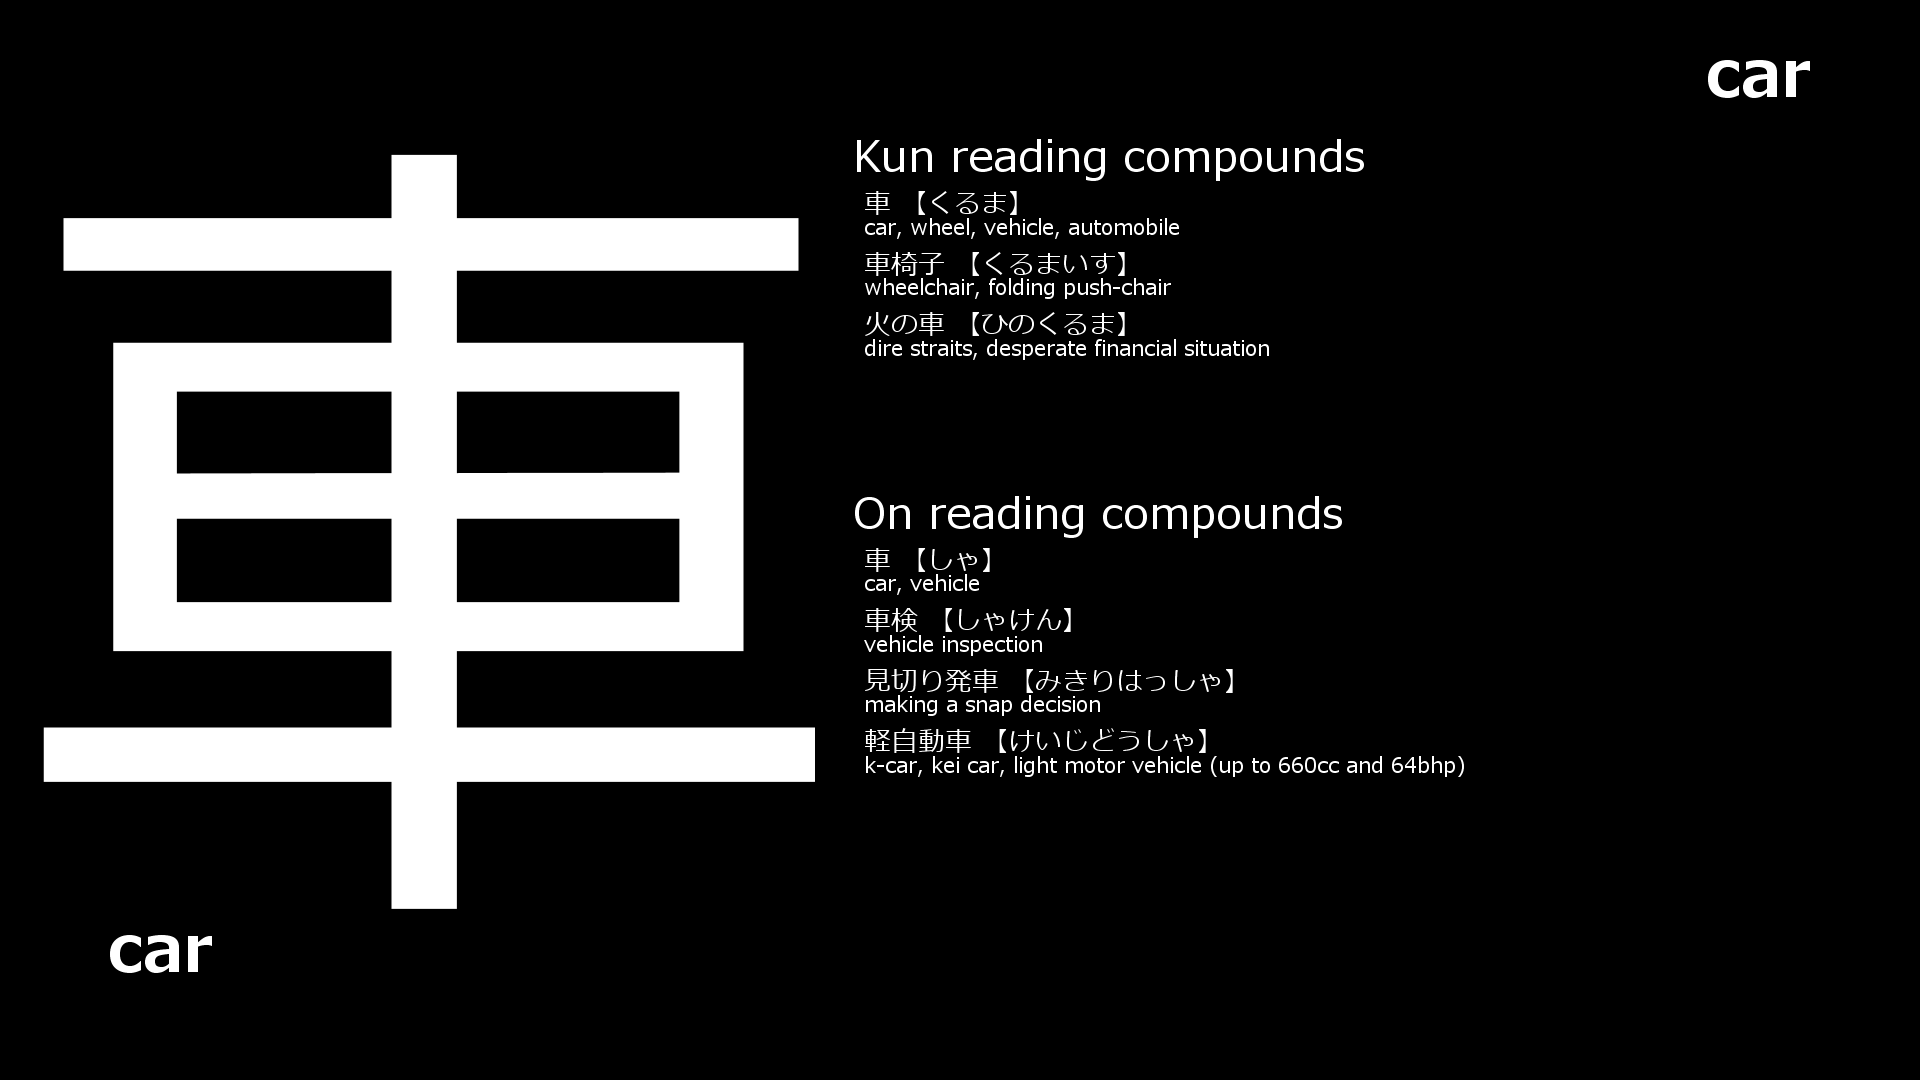 car
車
Kun reading compounds
車 【くるま】
car, wheel, vehicle, automobile
車椅子 【くるまいす】
wheelchair, folding push-chair
火の車 【ひのくるま】
dire straits, desperate financial situation
On reading compounds
車 【しゃ】
car, vehicle
車検 【しゃけん】
vehicle inspection
見切り発車 【みきりはっしゃ】
making a snap decision
軽自動車 【けいじどうしゃ】
k-car, kei car, light motor vehicle (up to 660cc and 64bhp)
car